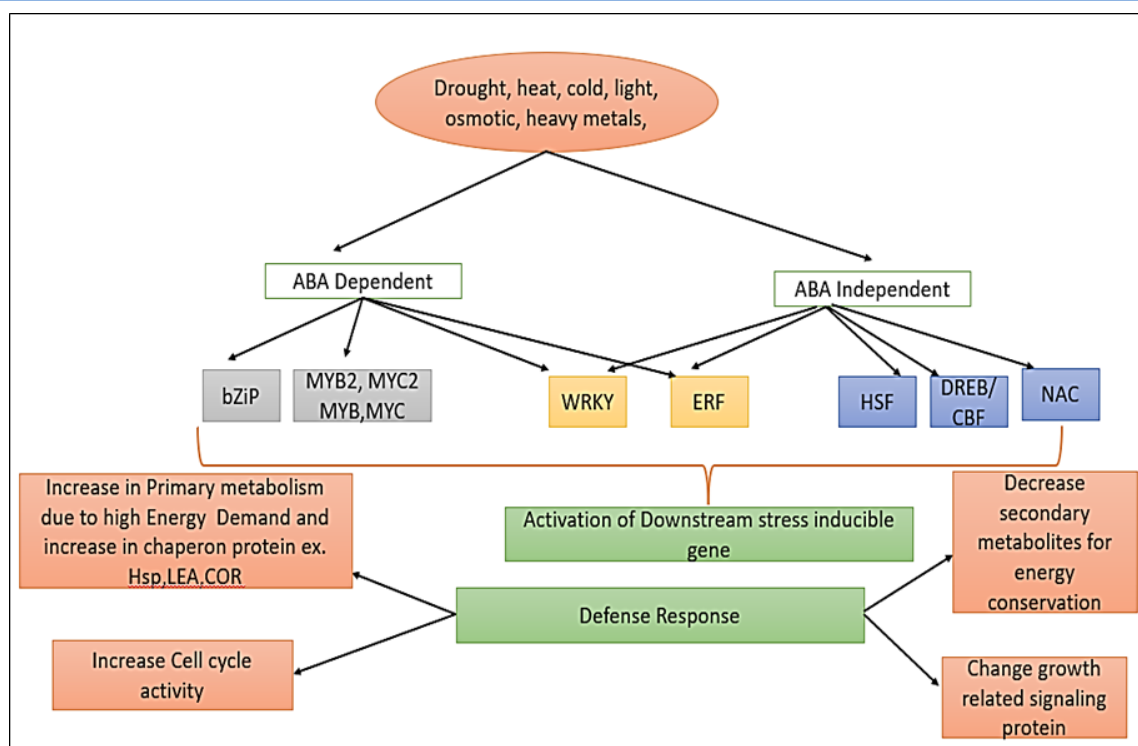 Drought, heat, cold, light,
osmotic, heavy metals,
ABA Dependent
ABA Independent
bZiP
MYB2, MYC2
MYB,MYC
WRKY
ERF
HSF
DREB/
CBF
NAC
Increase in Primary metabolism
due to high Energy Demand and
increase in chaperon protein ex.
Hsp,LEA,COR
Activation of Downstream stress inducible
gene
Decrease
secondary
metabolites for
energy
conservation
Defense Response
Increase Cell cycle
activity
Change growth
related signaling
protein